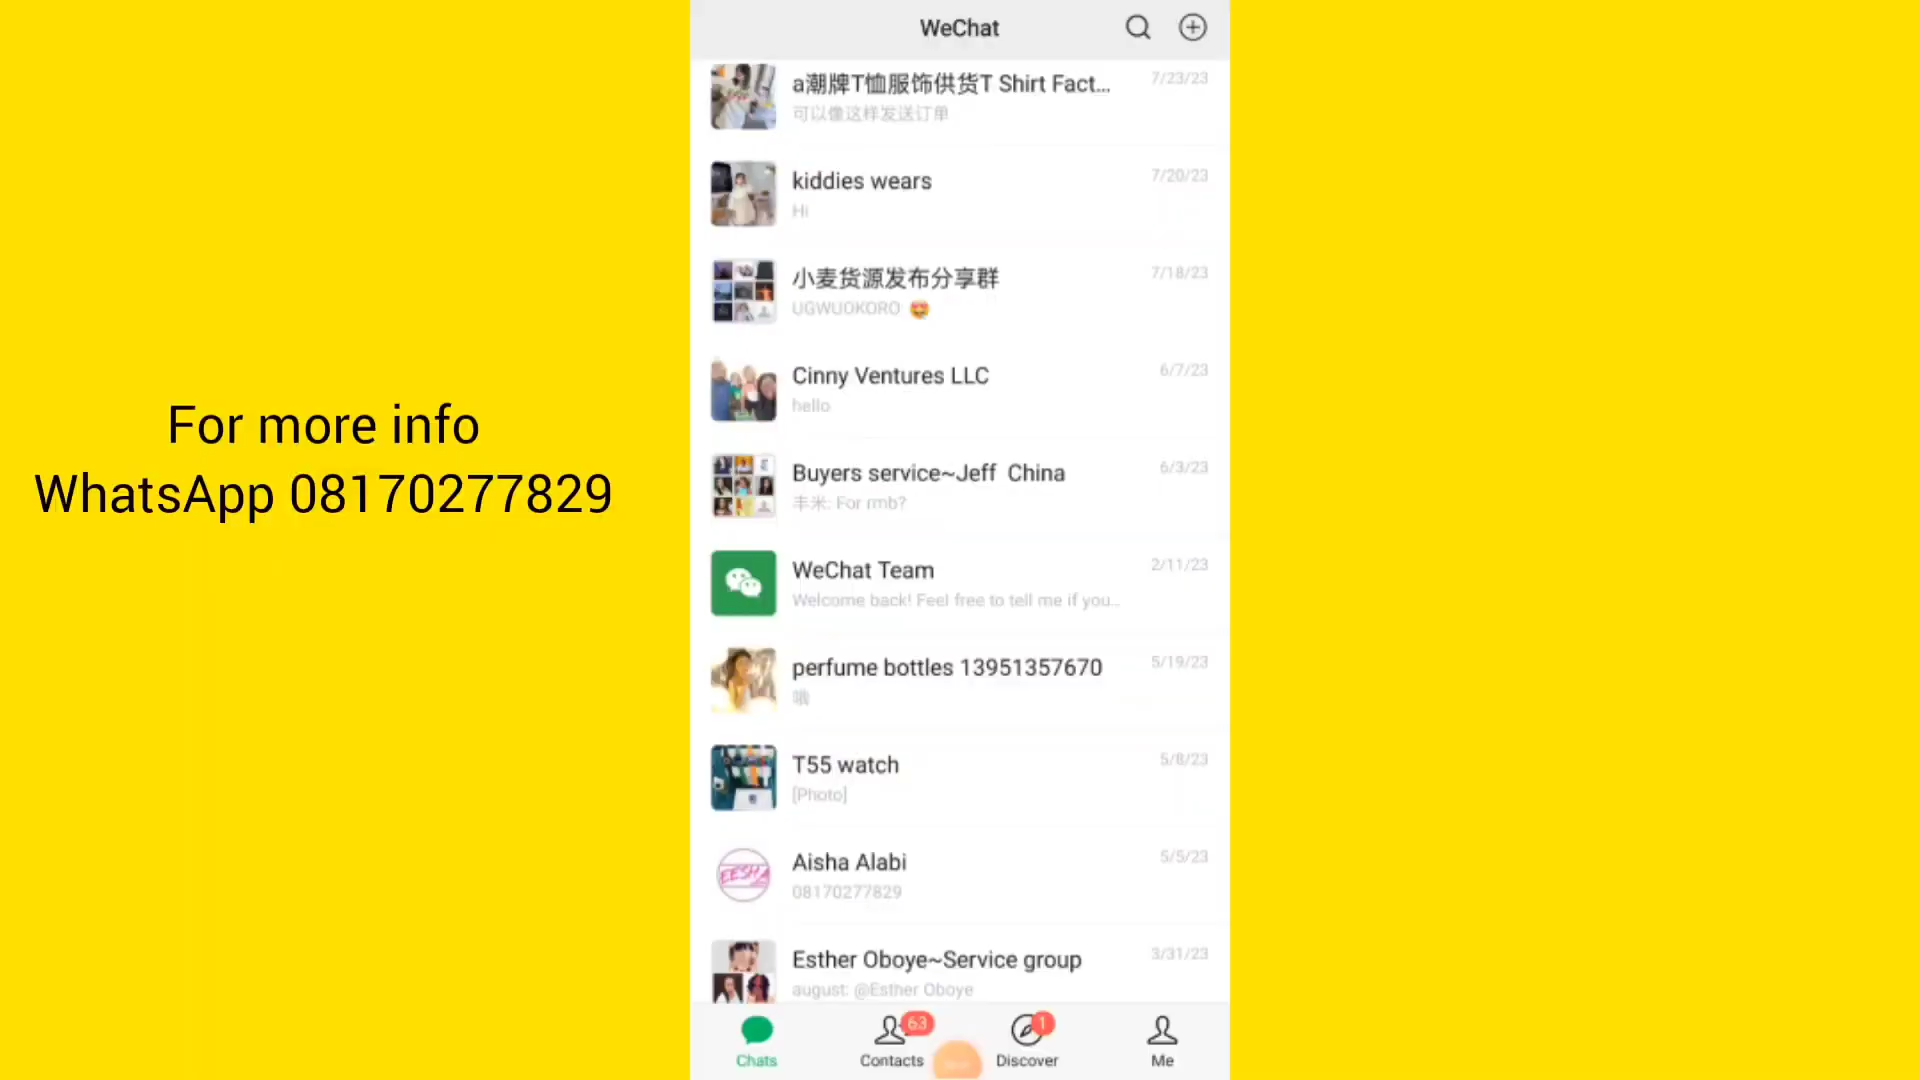 WeChat
a潮牌T恤服饰供货T Shirt Fact...
7/23/23
可以像这样发送订单
kiddies wears
7/20/23
Hi
小麦货源发布分享群
7/18/23
UGWUOKORO 😍
Cinny Ventures LLC
6/7/23
hello
For more info
WhatsApp 08170277829
Buyers service~Jeff China
6/3/23
丰米: For rmb?
WeChat Team
2/11/23
Welcome back! Feel free to tell me if you...
perfume bottles 13951357670
5/19/23
哦
T55 watch
5/8/23
[Photo]
EESHA
Aisha Alabi
5/5/23
08170277829
Esther Oboye~Service group
3/31/23
august: @Esther Oboye
63
1
Chats
Contacts
Discover
Me